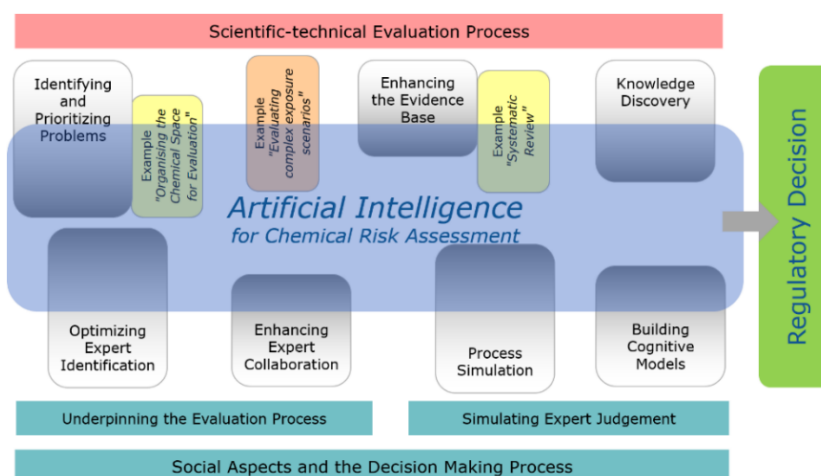 Scientific-technical Evaluation Process
Identifying
and
Prioritizing
Problems
Example
"Organising the
Chemical Space
for Evaluation"
Example
"Evaluating
complex exposure
scenarios"
Enhancing
the Evidence
Base
Example
"Systematic
Review"
Knowledge
Discovery
Artificial Intelligence
for Chemical Risk Assessment
Regulatory Decision
Optimizing
Expert
Identification
Enhancing
Expert
Collaboration
Process
Simulation
Building
Cognitive
Models
Underpinning the Evaluation Process
Simulating Expert Judgement
Social Aspects and the Decision Making Process